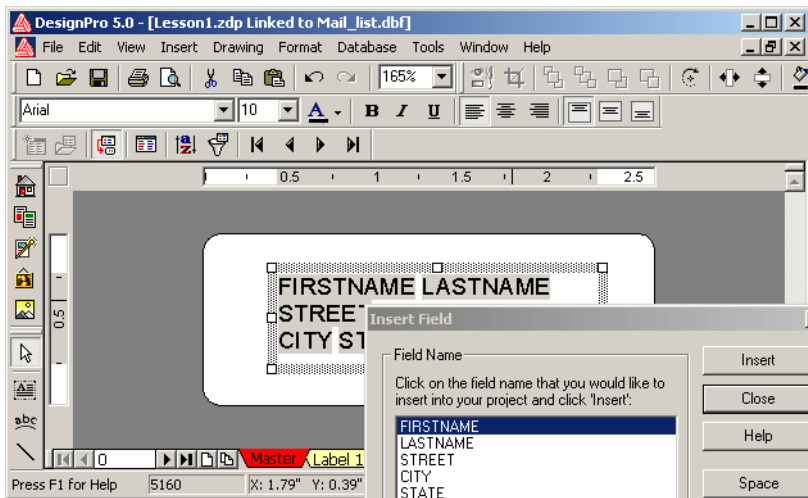 DesignPro 5.0 - [Lesson1.zdp Linked to Mail_list.dbf]
File Edit View Insert Drawing Format Database Tools Window Help
165%
Arial 10 A B I U
0.5 1 1.5 2 2.5
0.5
FIRSTNAME LASTNAME
STREET
CITY ST
Insert Field
Field Name
Click on the field name that you would like to
insert into your project and click 'Insert':
FIRSTNAME
LASTNAME
STREET
CITY
STATE
Insert
Close
Help
Space
A
abc
0 Master Label 1
Press F1 for Help 5160 X: 1.79" Y: 0.39"